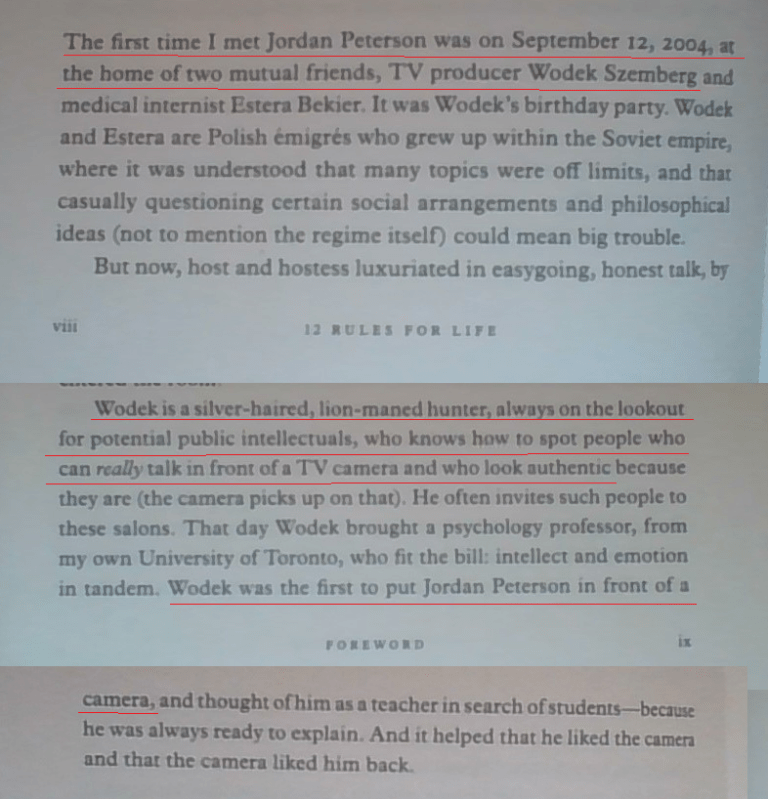 The first time I met Jordan Peterson was on September 12, 2004, at
the home of two mutual friends, TV producer Wodek Szemberg and
medical internist Estera Bekier. It was Wodek's birthday party. Wodek
and Estera are Polish émigrés who grew up within the Soviet empire,
where it was understood that many topics were off limits, and that
casually questioning certain social arrangements and philosophical
ideas (not to mention the regime itself) could mean big trouble.
But now, host and hostess luxuriated in easygoing, honest talk, by
viii 12 RULES FOR LIFE
Wodek is a silver-haired, lion-maned hunter, always on the lookout
for potential public intellectuals, who knows how to spot people who
can really talk in front of a TV camera and who look authentic because
they are (the camera picks up on that). He often invites such people to
these salons. That day Wodek brought a psychology professor, from
my own University of Toronto, who fit the bill: intellect and emotion
in tandem. Wodek was the first to put Jordan Peterson in front of a
FOREWORD ix
camera, and thought of him as a teacher in search of students—because
he was always ready to explain. And it helped that he liked the camera
and that the camera liked him back.